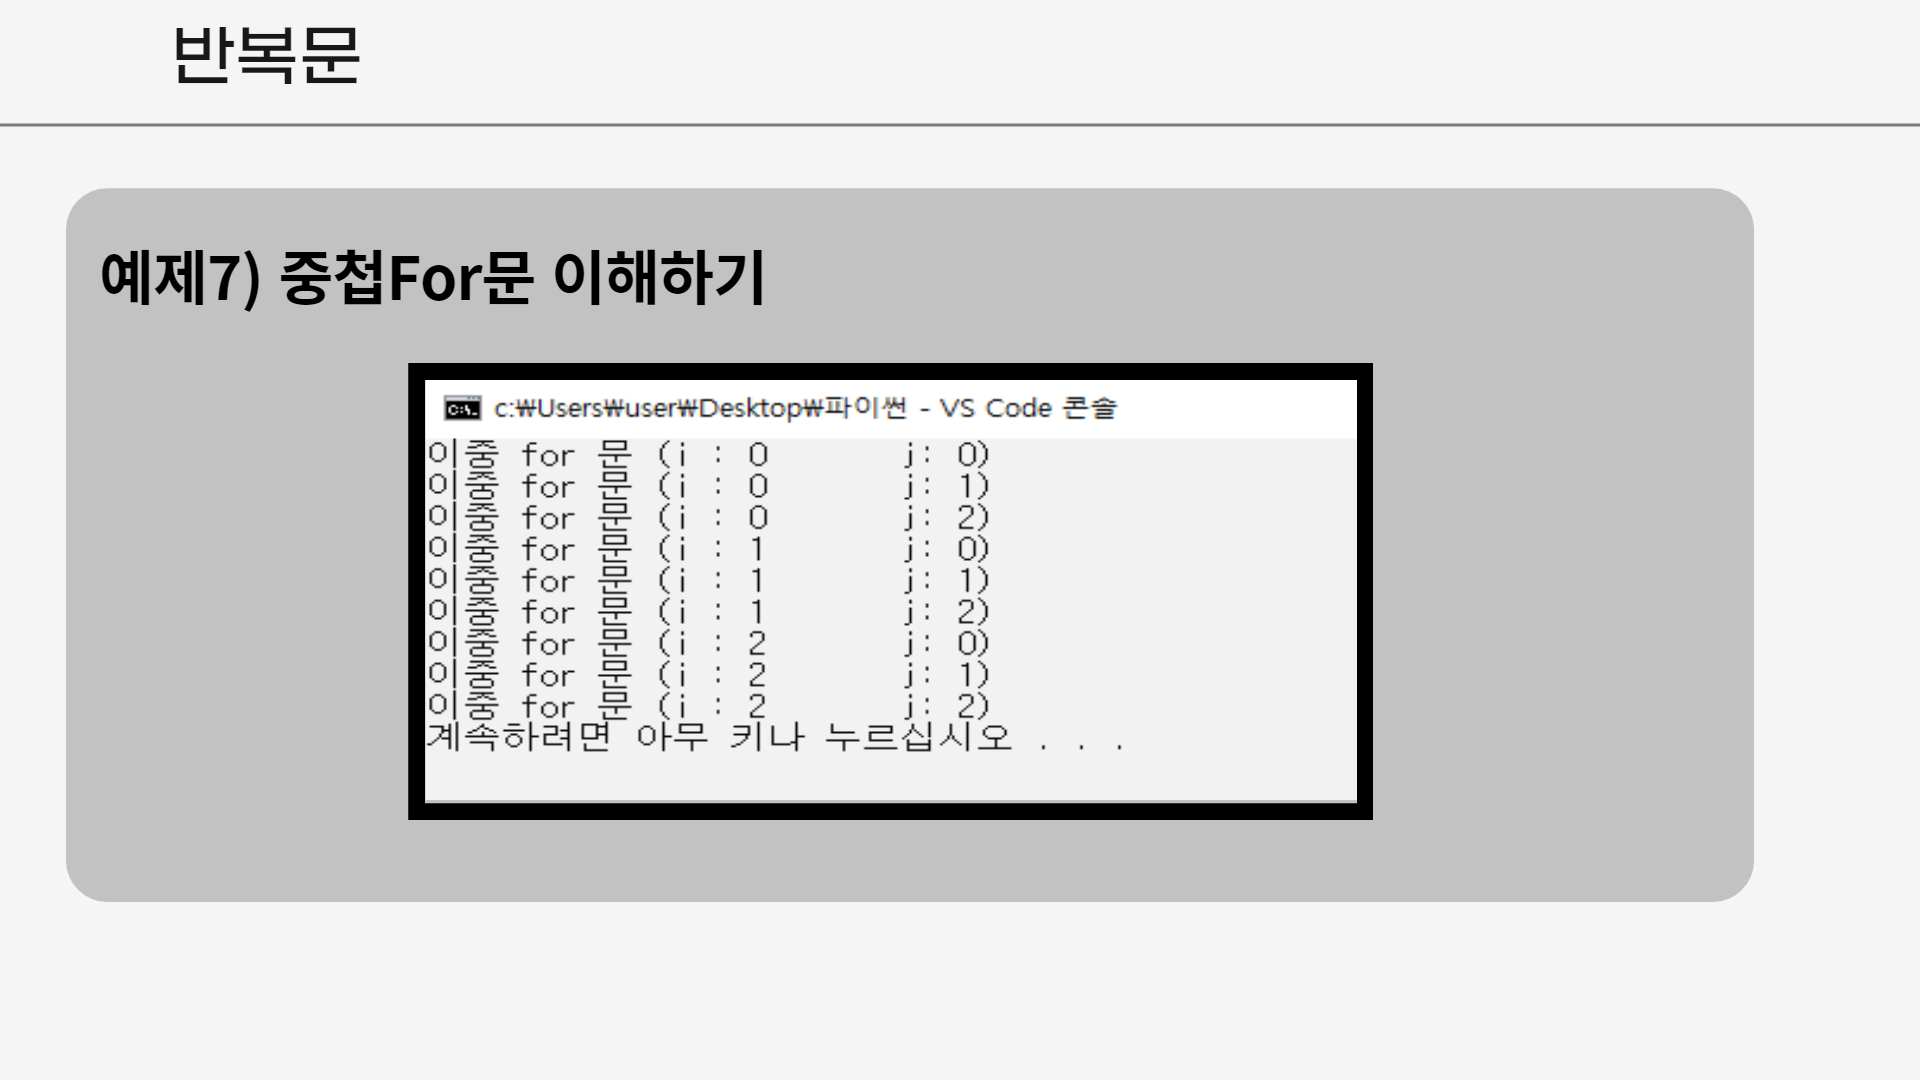 반복문
예제7) 중첩For문 이해하기
c:₩Users₩user₩Desktop₩파이썬 - VS Code 콘솔
이중 for 문 (i : 0       j: 0)
이중 for 문 (i : 0       j: 1)
이중 for 문 (i : 0       j: 2)
이중 for 문 (i : 1       j: 0)
이중 for 문 (i : 1       j: 1)
이중 for 문 (i : 1       j: 2)
이중 for 문 (i : 2       j: 0)
이중 for 문 (i : 2       j: 1)
이중 for 문 (i : 2       j: 2)
계속하려면 아무 키나 누르십시오 . . .